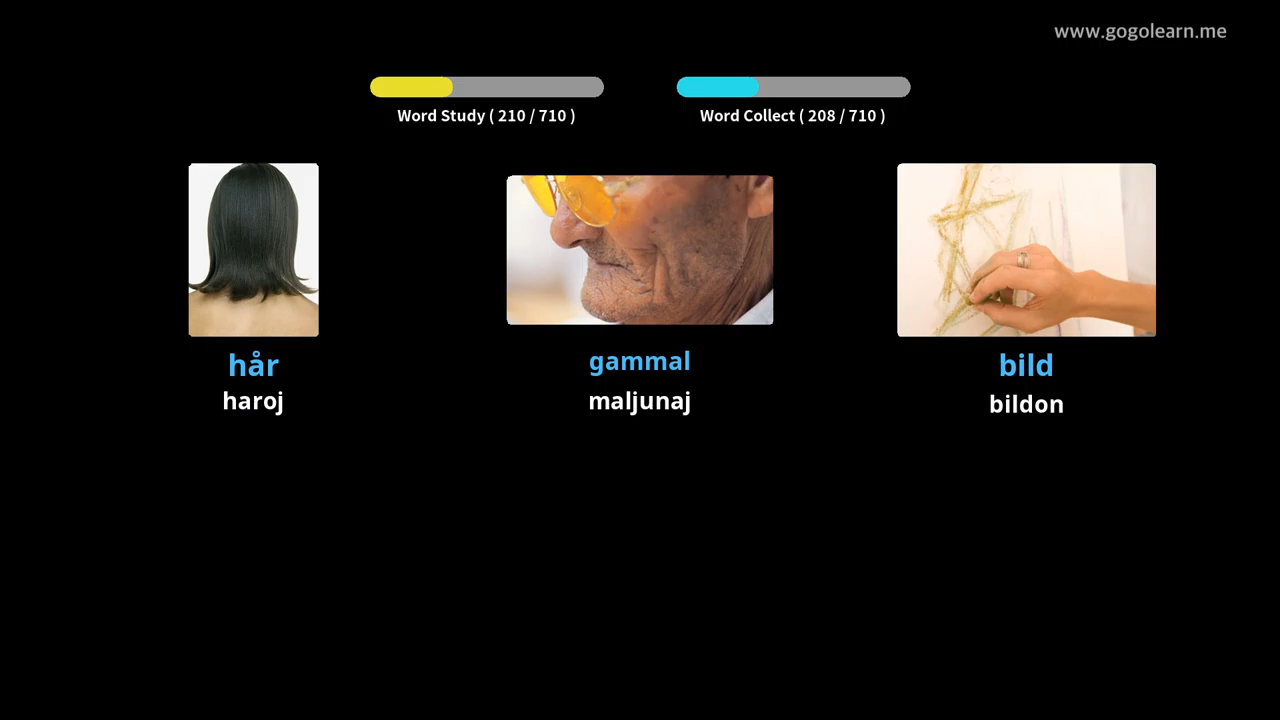 www.gogolearn.me
Word Study ( 210 / 710 )
Word Collect ( 208 / 710 )
hår
haroj
gammal
maljunaj
bild
bildon